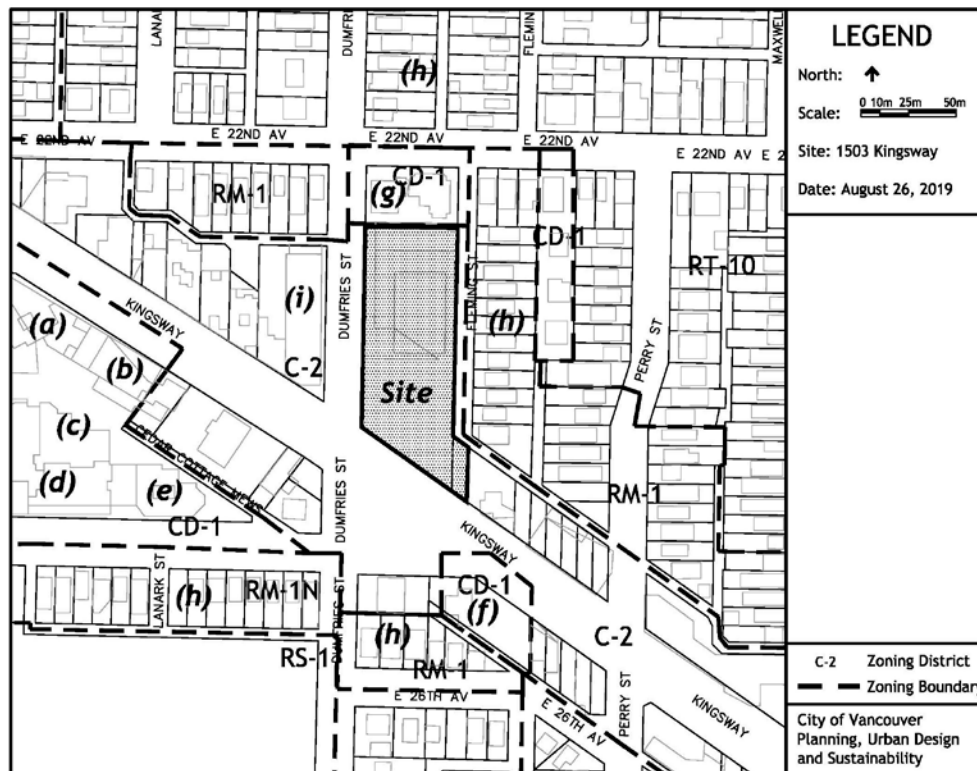 LANA
DUMFRIES
FLEMIN
MAXWELL
(h)
E 22ND AV
E 22ND AV
E 22ND AV
E 22ND AV
E 22ND AV
E 2
RM-1
CD-1
(g)
CD-1
RT-10
DUMFRIES ST
FLEMING ST
(i)
(h)
KINGSWAY
(a)
(b)
C-2
PERRY ST
Site
(c)
CEDAR COTTAGE MEWS
(d)
(e)
RM-1
CD-1
DUMFRIES ST
KINGSWAY
LANARK ST
(h)
RM-1N
CD-1
(f)
DUMFRIES ST
(h)
C-2
RS-1
RM-1
E 26TH AV
E 26TH AV
PERRY ST
KINGSWAY
LEGEND
North:
Scale: 0 10m 25m 50m
Site: 1503 Kingsway
Date: August 26, 2019
C-2 Zoning District
Zoning Boundary
City of Vancouver
Planning, Urban Design
and Sustainability